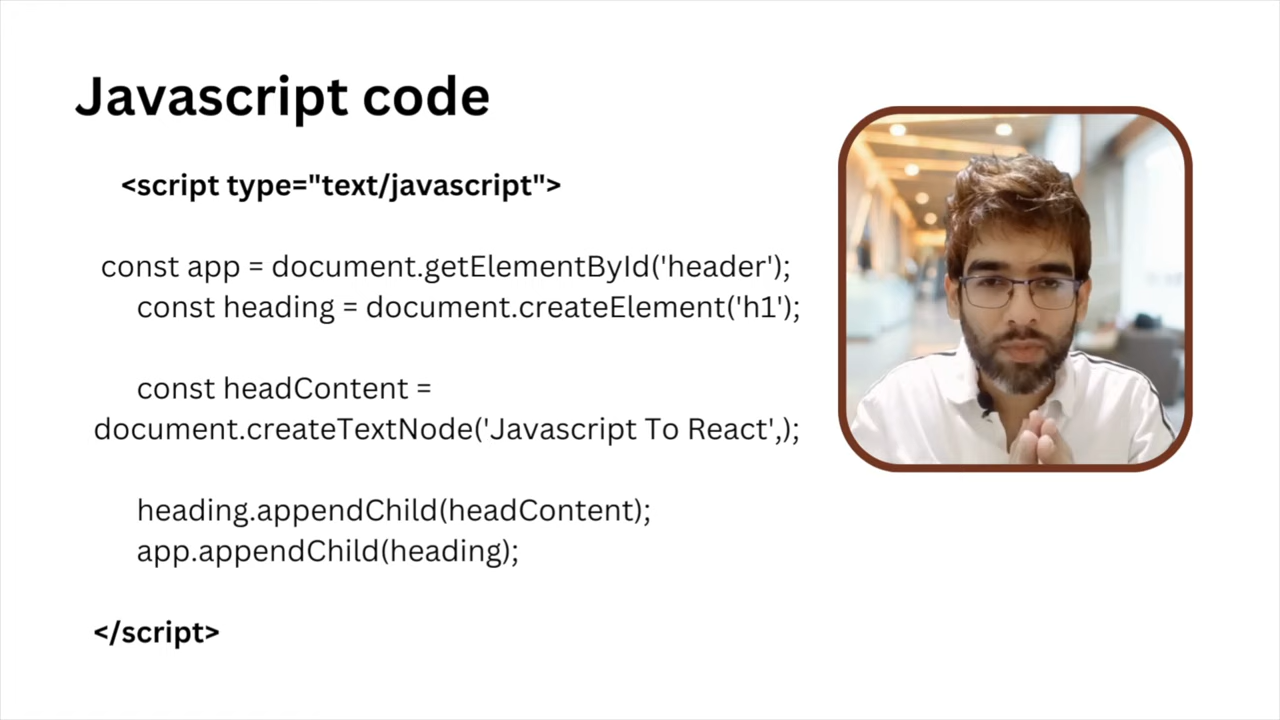 Javascript code
<script type="text/javascript">
const app = document.getElementById('header');
const heading = document.createElement('h1');
const headContent =
document.createTextNode('Javascript To React',);
heading.appendChild(headContent);
app.appendChild(heading);
</script>